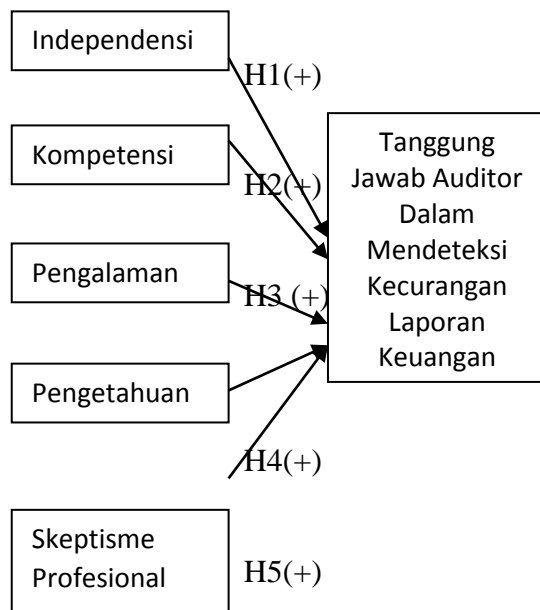 Independensi
H1(+)
Kompetensi
H2(+)
Pengalaman
H3 (+)
Pengetahuan
H4(+)
Skeptisme
Profesional
H5(+)
Tanggung
Jawab Auditor
Dalam
Mendeteksi
Kecurangan
Laporan
Keuangan